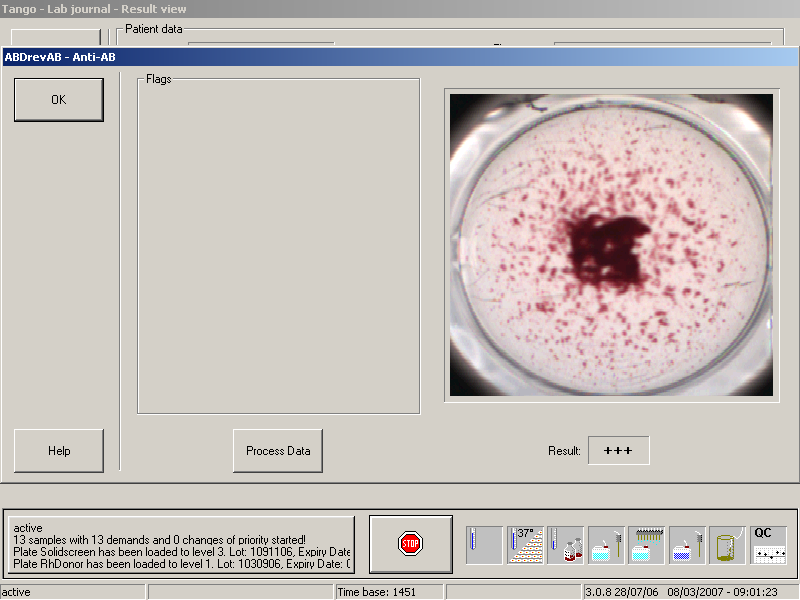 Tango - Lab journal - Result view
Patient data
ABDrevAB - Anti-AB
OK
Flags
Help
Process Data
Result: +++
active
13 samples with 13 demands and 0 changes of priority started!
Plate Solidscreen has been loaded to level 3. Lot: 1091106, Expiry Date
Plate RhDonor has been loaded to level 1. Lot: 1030906, Expiry Date:
STOP
37°
QC
active
Time base: 1451
3.0.8 28/07/06 08/03/2007 - 09:01:23